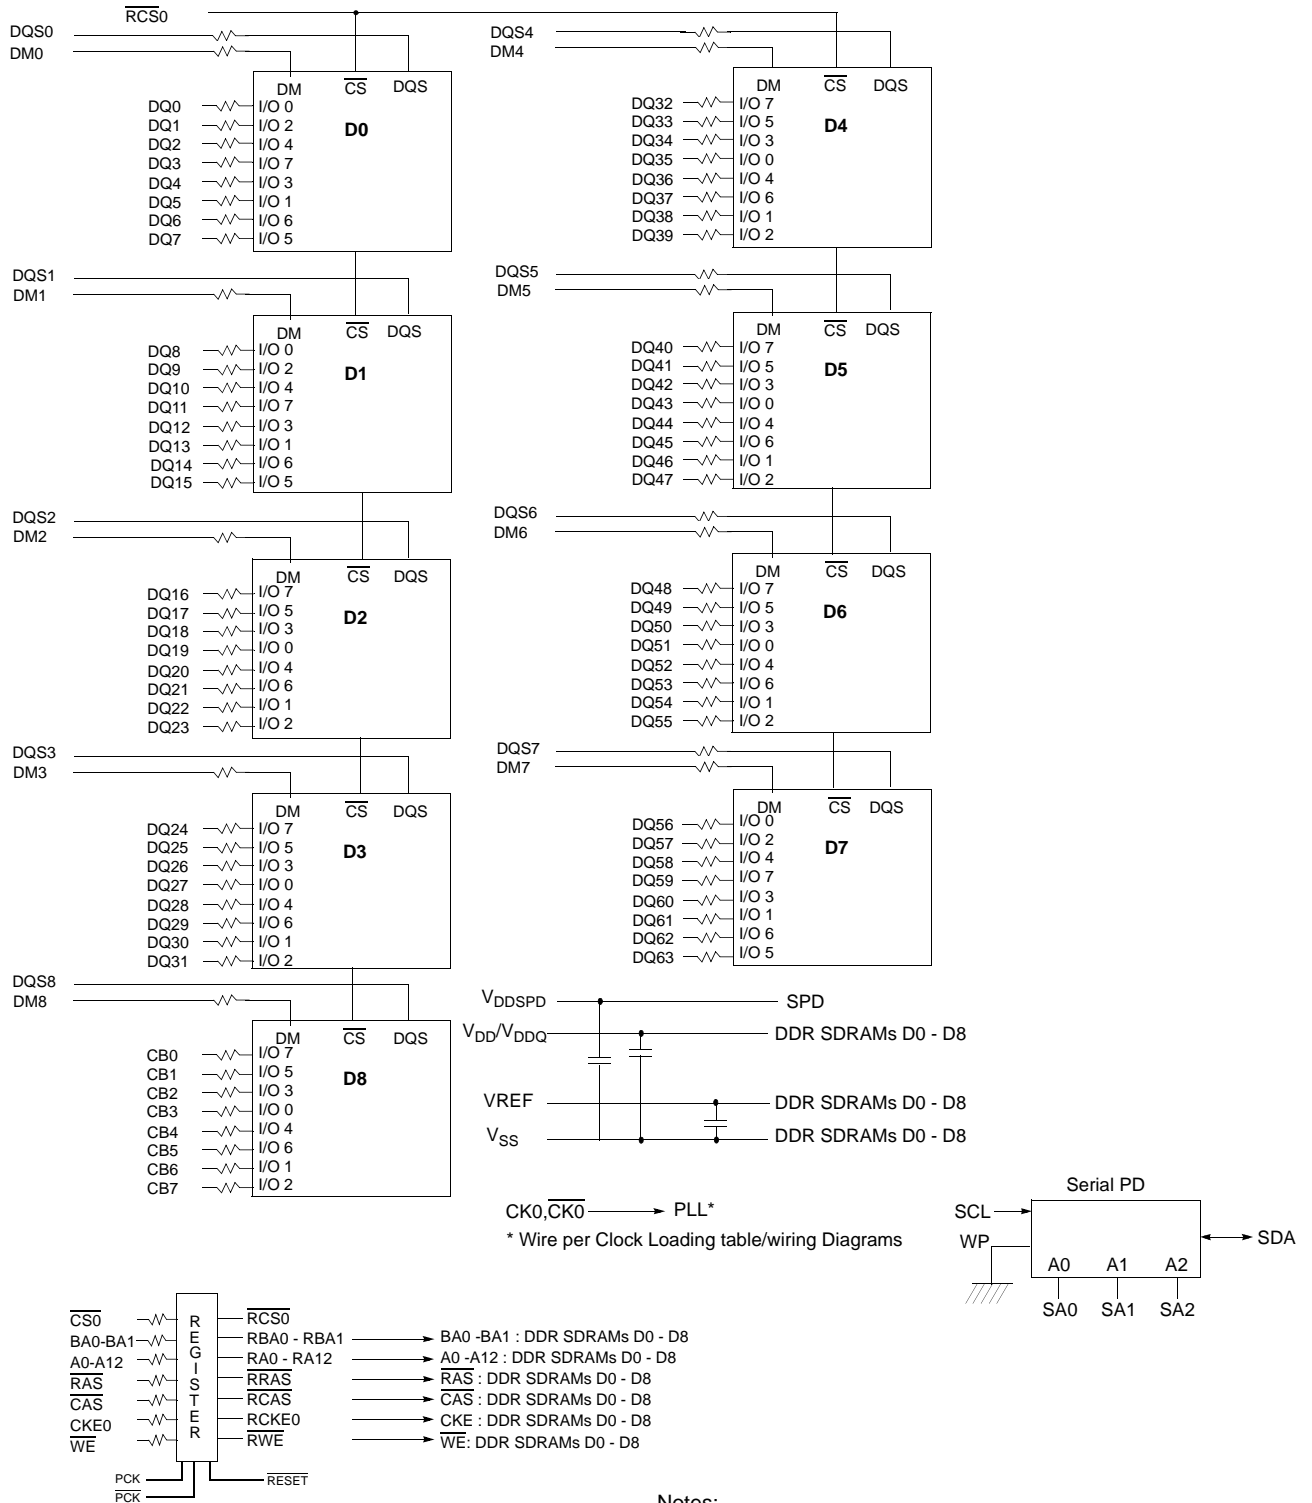 RCS0
DQS0
DM0
DM CS DQS
D0
DQ0 I/O 0
DQ1 I/O 2
DQ2 I/O 4
DQ3 I/O 7
DQ4 I/O 3
DQ5 I/O 1
DQ6 I/O 6
DQ7 I/O 5
DQS1
DM1
DM CS DQS
D1
DQ8 I/O 0
DQ9 I/O 2
DQ10 I/O 4
DQ11 I/O 7
DQ12 I/O 3
DQ13 I/O 1
DQ14 I/O 6
DQ15 I/O 5
DQS2
DM2
DM CS DQS
D2
DQ16 I/O 7
DQ17 I/O 5
DQ18 I/O 3
DQ19 I/O 0
DQ20 I/O 4
DQ21 I/O 6
DQ22 I/O 1
DQ23 I/O 2
DQS3
DM3
DM CS DQS
D3
DQ24 I/O 7
DQ25 I/O 5
DQ26 I/O 3
DQ27 I/O 0
DQ28 I/O 4
DQ29 I/O 6
DQ30 I/O 1
DQ31 I/O 2
DQS8
DM8
DM CS DQS
D8
CB0 I/O 7
CB1 I/O 5
CB2 I/O 3
CB3 I/O 0
CB4 I/O 4
CB5 I/O 6
CB6 I/O 1
CB7 I/O 2
DQS4
DM4
DM CS DQS
D4
DQ32 I/O 7
DQ33 I/O 5
DQ34 I/O 3
DQ35 I/O 0
DQ36 I/O 4
DQ37 I/O 6
DQ38 I/O 1
DQ39 I/O 2
DQS5
DM5
DM CS DQS
D5
DQ40 I/O 7
DQ41 I/O 5
DQ42 I/O 3
DQ43 I/O 0
DQ44 I/O 4
DQ45 I/O 6
DQ46 I/O 1
DQ47 I/O 2
DQS6
DM6
DM CS DQS
D6
DQ48 I/O 7
DQ49 I/O 5
DQ50 I/O 3
DQ51 I/O 0
DQ52 I/O 4
DQ53 I/O 6
DQ54 I/O 1
DQ55 I/O 2
DQS7
DM7
DM CS DQS
D7
DQ56 I/O 0
DQ57 I/O 2
DQ58 I/O 4
DQ59 I/O 7
DQ60 I/O 3
DQ61 I/O 1
DQ62 I/O 6
DQ63 I/O 5
VDDSPD SPD
VDD/VDDQ DDR SDRAMs D0 - D8
VREF DDR SDRAMs D0 - D8
VSS DDR SDRAMs D0 - D8
CK0,CK0 PLL*
* Wire per Clock Loading table/wiring Diagrams
Serial PD
SCL
WP
SDA
A0 A1 A2
SA0 SA1 SA2
REGISTER
CS0 RCS0
BA0-BA1 RBA0 - RBA1 BA0 -BA1 : DDR SDRAMs D0 - D8
A0-A12 RA0 - RA12 A0 -A12 : DDR SDRAMs D0 - D8
RAS RRAS RAS : DDR SDRAMs D0 - D8
CAS RCAS CAS : DDR SDRAMs D0 - D8
CKE0 RCKE0 CKE : DDR SDRAMs D0 - D8
WE RWE WE: DDR SDRAMs D0 - D8
PCK
PCK
RESET
Notes: